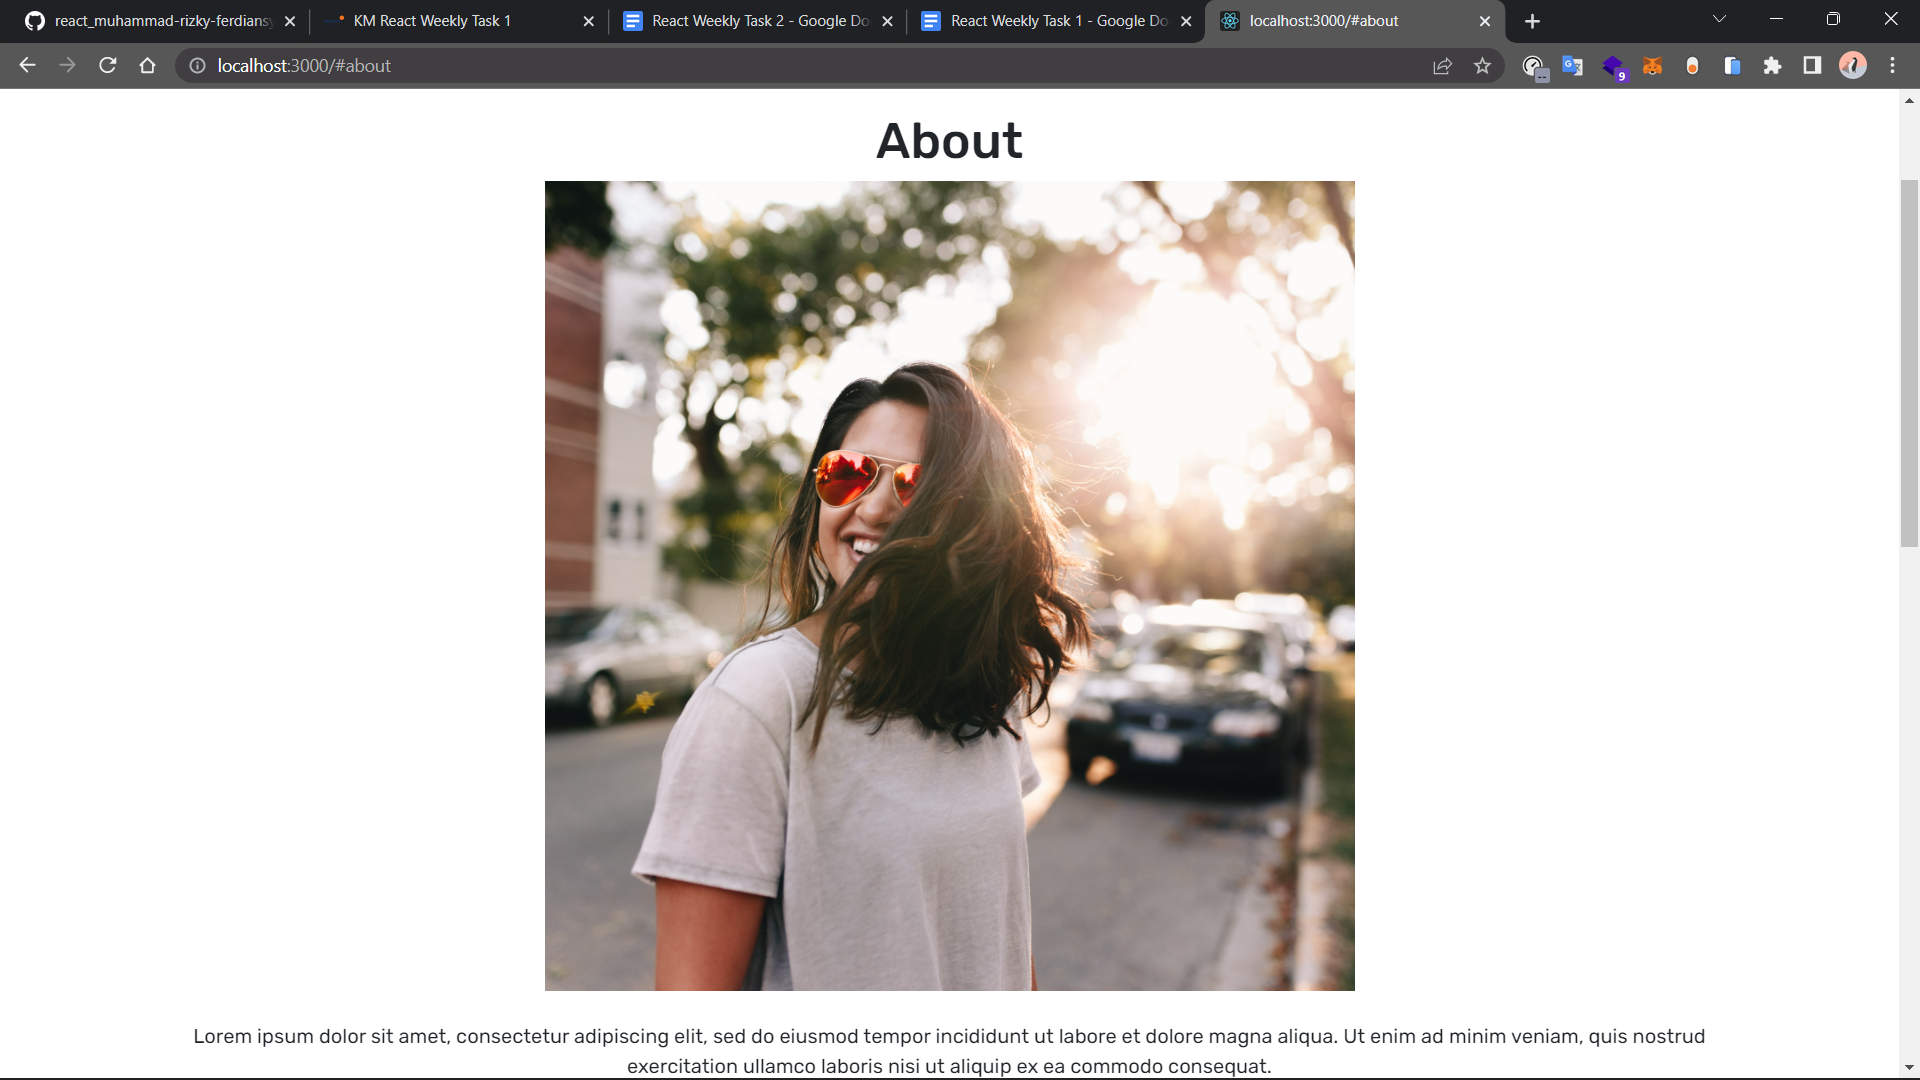 react_muhammad-rizky-ferdians
KM React Weekly Task 1
React Weekly Task 2 - Google Do
React Weekly Task 1 - Google Do
localhost:3000/#about
localhost:3000/#about
9
About
Lorem ipsum dolor sit amet, consectetur adipiscing elit, sed do eiusmod tempor incididunt ut labore et dolore magna aliqua. Ut enim ad minim veniam, quis nostrud
exercitation ullamco laboris nisi ut aliquip ex ea commodo consequat.